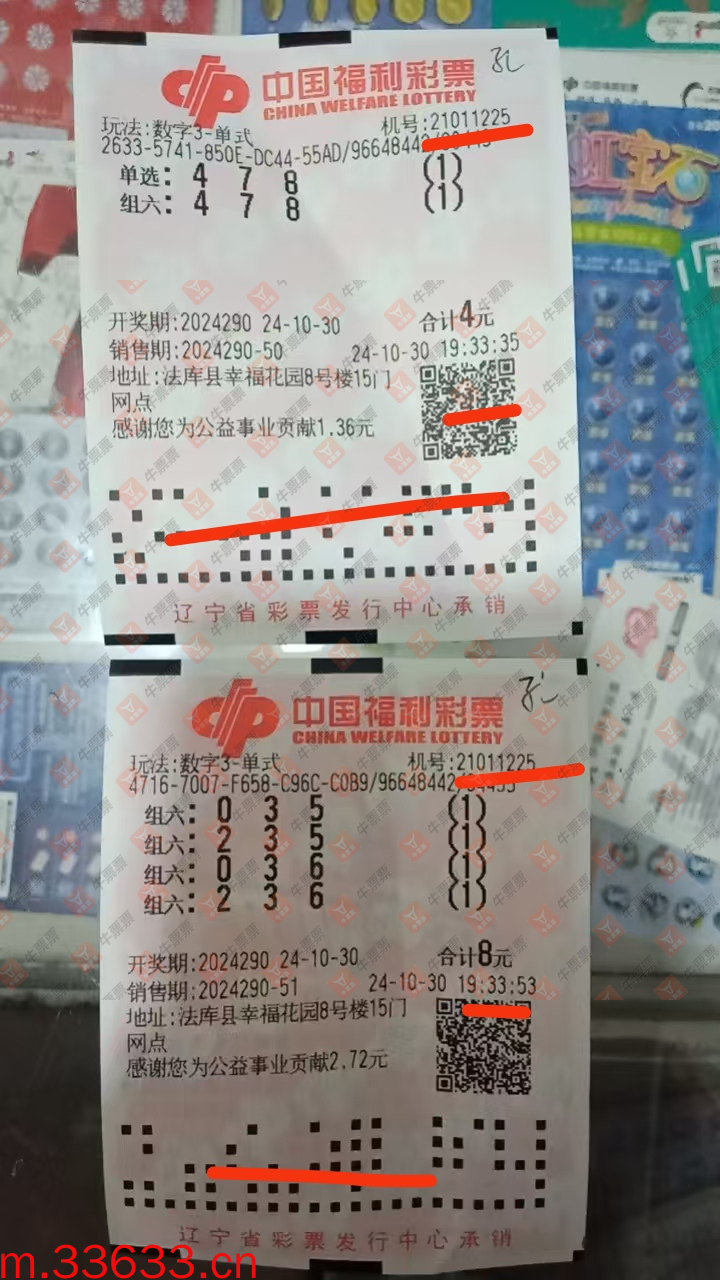 中国福利彩票
CHINA WELFARE LOTTERY
玩法:数字3-单式 机号:21011225
2633-5741-850E-DC44-55AD/96648442
单选: 4 7 8 (1)
组六: 4 7 8 (1)
开奖期:2024290 24-10-30 合计4元
销售期:2024290-50 24-10-30 19:33:35
地址:法库县幸福花园8号楼15门
网点
感谢您为公益事业贡献1.36元
辽宁省彩票发行中心承销
中国福利彩票
CHINA WELFARE LOTTERY
玩法:数字3-单式 机号:21011225
4716-7007-F658-C96C-C0B9/96648442
组六: 0 3 5 (1)
组六: 2 3 5 (1)
组六: 0 3 6 (1)
组六: 2 3 6 (1)
开奖期:2024290 24-10-30 合计8元
销售期:2024290-51 24-10-30 19:33:53
地址:法库县幸福花园8号楼15门
网点
感谢您为公益事业贡献2.72元
辽宁省彩票发行中心承销
虹宝石
牛票票
m.33633.cn